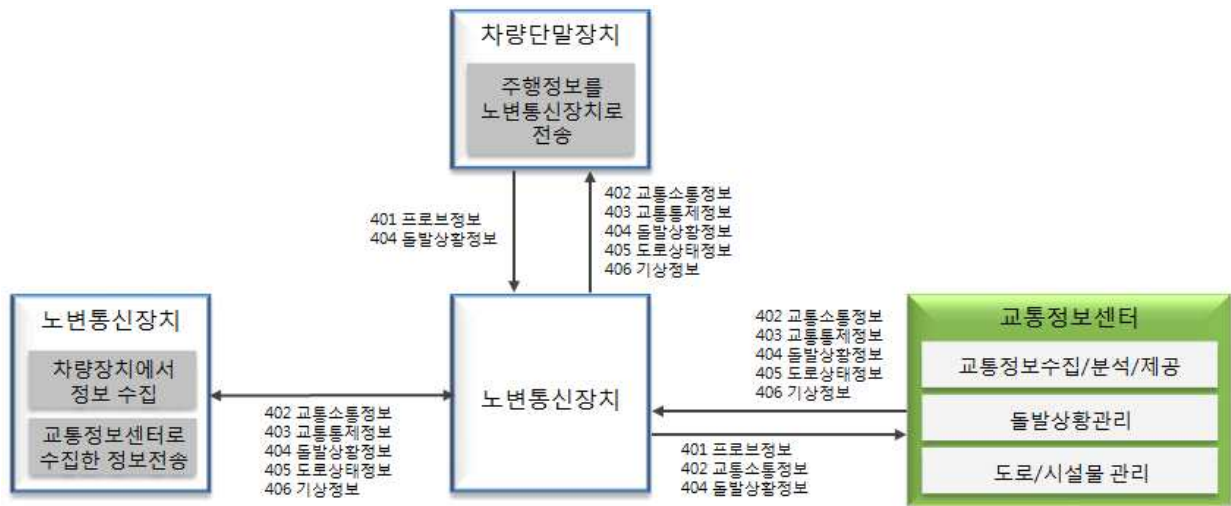 차량단말장치
주행정보를
노변통신장치로
전송
401 프로브정보
404 돌발상황정보
402 교통소통정보
403 교통통제정보
404 돌발상황정보
405 도로상태정보
406 기상정보
노변통신장치
차량장치에서
정보 수집
교통정보센터로
수집한 정보전송
402 교통소통정보
403 교통통제정보
404 돌발상황정보
405 도로상태정보
406 기상정보
노변통신장치
402 교통소통정보
403 교통통제정보
404 돌발상황정보
405 도로상태정보
406 기상정보
401 프로브정보
402 교통소통정보
404 돌발상황정보
교통정보센터
교통정보수집/분석/제공
돌발상황관리
도로/시설물 관리